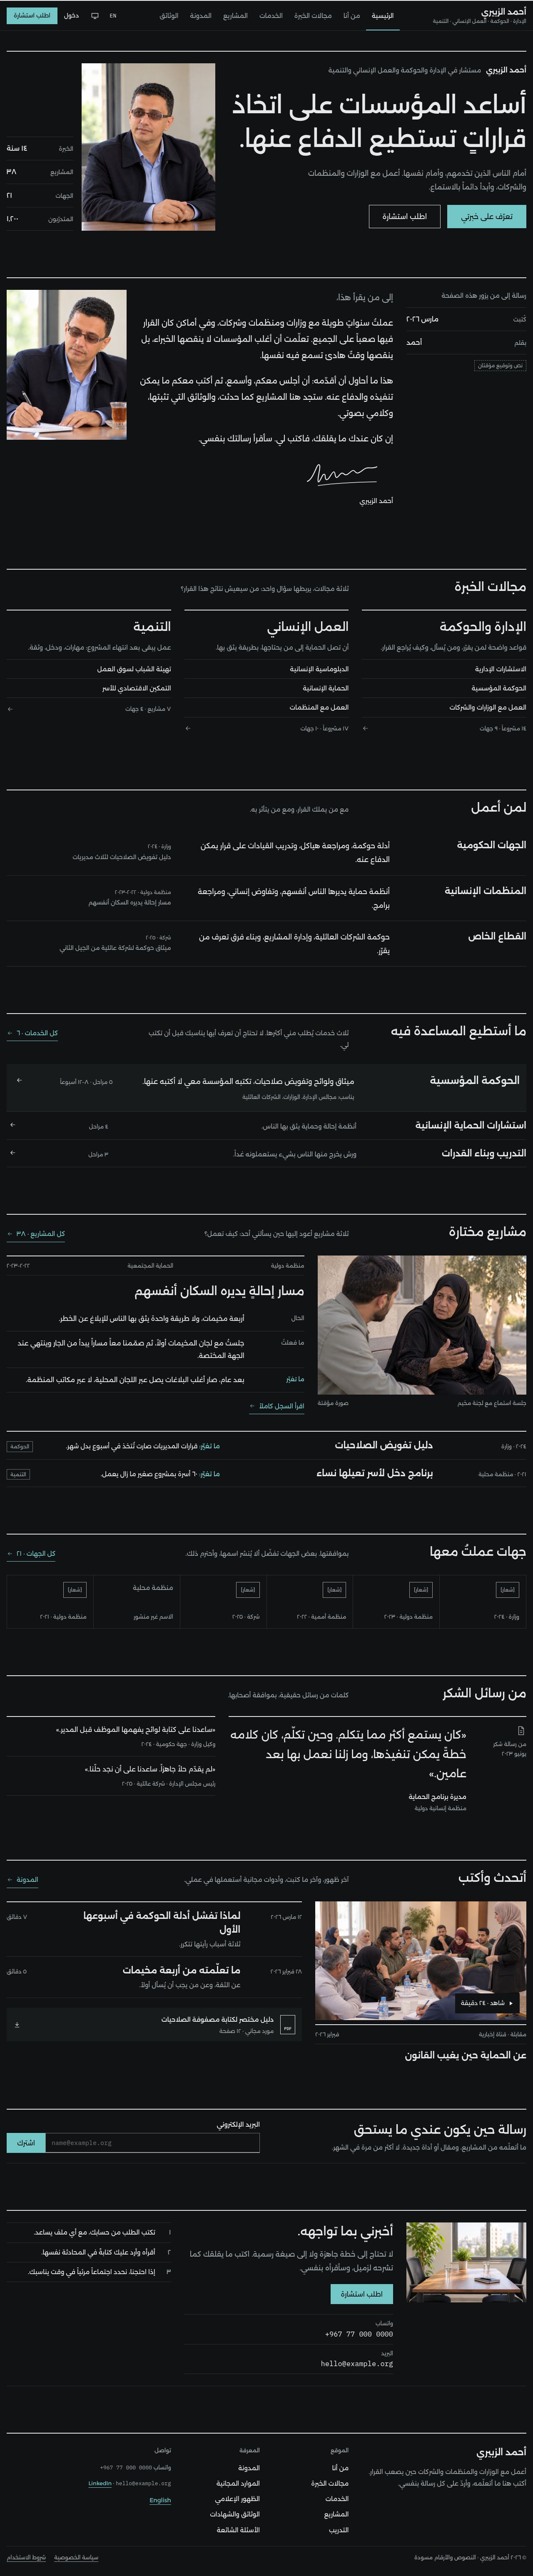 أحمد الزبيري
الإدارة · الحوكمة · العمل الإنساني · التنمية
الرئيسية
من أنا
مجالات الخبرة
الخدمات
المشاريع
المدونة
الوثائق
EN
دخول
اطلب استشارة
أحمد الزبيري مستشار في الإدارة والحوكمة والعمل الإنساني والتنمية
أساعد المؤسسات على اتخاذ
قراراتٍ تستطيع الدفاع عنها.
أمام الناس الذين تخدمهم، وأمام نفسها. أعمل مع الوزارات والمنظمات
والشركات، وأبدأ دائماً بالاستماع.
تعرّف على خبرتي
اطلب استشارة
الخبرة ١٤ سنة
المشاريع ٣٨
الجهات ٢١
المتدرّبون ١٬٢٠٠
رسالة إلى من يزور هذه الصفحة
كُتبت مارس ٢٠٢٦
بقلم أحمد
نص وتوقيع مؤقتان
إلى من يقرأ هذا،
عملتُ سنواتٍ طويلة مع وزارات ومنظمات وشركات، وفي أماكن كان القرار
فيها صعباً على الجميع. تعلّمت أن أغلب المؤسسات لا ينقصها الخبراء، بل
ينقصها وقتٌ هادئ تسمع فيه نفسها.
هذا ما أحاول أن أقدّمه: أن أجلس معكم، وأسمع، ثم أكتب معكم ما يمكن
تنفيذه والدفاع عنه. ستجد هنا المشاريع كما حدثت، والوثائق التي تثبتها،
وكلامي بصوتي.
إن كان عندك ما يقلقك، فاكتب لي. سأقرأ رسالتك بنفسي.
أحمد الزبيري
مجالات الخبرة
ثلاثة مجالات، يربطها سؤال واحد: من سيعيش نتائج هذا القرار؟
الإدارة والحوكمة
قواعد واضحة لمن يقرّر، ومن يُسأل، وكيف يُراجع القرار.
الاستشارات الإدارية
الحوكمة المؤسسية
العمل مع الوزارات والشركات
١٤ مشروعاً · ٩ جهات ←
العمل الإنساني
أن تصل الحماية إلى من يحتاجها، بطريقة يثق بها.
الدبلوماسية الإنسانية
الحماية الإنسانية
العمل مع المنظمات
١٧ مشروعاً · ١٠ جهات ←
التنمية
عمل يبقى بعد انتهاء المشروع: مهارات، ودخل، وثقة.
تهيئة الشباب لسوق العمل
التمكين الاقتصادي للأسر
٧ مشاريع · ٤ جهات ←
لمن أعمل
مع من يملك القرار، ومع من يتأثر به.
الجهات الحكومية
أدلة حوكمة، ومراجعة هياكل، وتدريب القيادات على قرار يمكن
الدفاع عنه.
وزارة · ٢٠٢٤
دليل تفويض الصلاحيات لثلاث مديريات
المنظمات الإنسانية
أنظمة حماية يديرها الناس أنفسهم، وتفاوض إنساني، ومراجعة
برامج.
منظمة دولية · ٢٠٢٢-٢٠٢٣
مسار إحالة يديره السكان أنفسهم
القطاع الخاص
حوكمة الشركات العائلية، وإدارة المشاريع، وبناء فرق تعرف من
يقرّر.
شركة · ٢٠٢٥
ميثاق حوكمة لشركة عائلية من الجيل الثاني
ما أستطيع المساعدة فيه
ثلاث خدمات يُطلب مني أكثرها. لا تحتاج أن تعرف أيها يناسبك قبل أن تكتب
لي.
كل الخدمات · ٦ ←
الحوكمة المؤسسية
ميثاق ولوائح وتفويض صلاحيات، تكتبه المؤسسة معي لا أكتبه عنها.
يناسب: مجالس الإدارة، الوزارات، الشركات العائلية
٥ مراحل · ٨-١٢ أسبوعاً ←
استشارات الحماية الإنسانية
أنظمة إحالة وحماية يثق بها الناس.
٤ مراحل ←
التدريب وبناء القدرات
ورش يخرج منها الناس بشيء يستعملونه غداً.
٣ مراحل ←
مشاريع مختارة
ثلاثة مشاريع أعود إليها حين يسألني أحد: كيف تعمل؟
كل المشاريع · ٣٨ ←
جلسة استماع مع لجنة مخيم
صورة مؤقتة
منظمة دولية
الحماية المجتمعية
٢٠٢٢-٢٠٢٣
مسار إحالةٍ يديره السكان أنفسهم
الحال أربعة مخيمات، ولا طريقة واحدة يثق بها الناس للإبلاغ عن الخطر.
ما فعلتُ جلستُ مع لجان المخيمات أولاً، ثم صمّمنا معاً مساراً يبدأ من الجار وينتهي عند
الجهة المختصة.
ما تغيّر بعد عام، صار أغلب البلاغات يصل عبر اللجان المحلية، لا عبر مكاتب المنظمة.
اقرأ السجل كاملاً ←
٢٠٢٤ · وزارة
دليل تفويض الصلاحيات
ما تغيّر: قرارات المديريات صارت تُتخذ في أسبوع بدل شهر.
الحوكمة
٢٠٢١ · منظمة محلية
برنامج دخل لأسر تعيلها نساء
ما تغيّر: ٦٠ أسرة بمشروع صغير ما زال يعمل.
التنمية
جهات عملتُ معها
بموافقتها. بعض الجهات تفضّل ألا يُنشر اسمها، وأحترم ذلك.
كل الجهات · ٢١ ←
[شعار]
وزارة · ٢٠٢٤
[شعار]
منظمة دولية · ٢٠٢٣
[شعار]
منظمة أممية · ٢٠٢٢
[شعار]
شركة · ٢٠٢٥
منظمة محلية
الاسم غير منشور
[شعار]
منظمة دولية · ٢٠٢١
من رسائل الشكر
كلمات من رسائل حقيقية، بموافقة أصحابها.
من رسالة شكر
يونيو ٢٠٢٣
«كان يستمع أكثر مما يتكلم. وحين تكلّم، كان كلامه
خطةً يمكن تنفيذها، وما زلنا نعمل بها بعد
عامين.»
مديرة برنامج الحماية
منظمة إنسانية دولية
«ساعدنا على كتابة لوائح يفهمها الموظف قبل المدير.»
وكيل وزارة · جهة حكومية · ٢٠٢٤
«لم يقدّم حلاً جاهزاً. ساعدنا على أن نجد حلّنا.»
رئيس مجلس الإدارة · شركة عائلية · ٢٠٢٥
أتحدث وأكتب
آخر ظهور، وآخر ما كتبت، وأدوات مجانية أستعملها في عملي.
المدونة ←
شاهد · ٢٤ دقيقة
مقابلة · قناة إخبارية
فبراير ٢٠٢٦
عن الحماية حين يغيب القانون
١٢ مارس ٢٠٢٦
لماذا تفشل أدلة الحوكمة في أسبوعها
الأول
ثلاثة أسباب رأيتها تتكرر.
٧ دقائق
٢٨ فبراير ٢٠٢٦
ما تعلّمته من أربعة مخيمات
عن الثقة، وعن من يجب أن يُسأل أولاً.
٥ دقائق
PDF
دليل مختصر لكتابة مصفوفة الصلاحيات
مورد مجاني · ١٢ صفحة
رسالة حين يكون عندي ما يستحق
ما أتعلّمه من المشاريع، ومقال أو أداة جديدة. لا أكثر من مرة في الشهر.
البريد الإلكتروني
name@example.org
اشترك
أخبرني بما تواجهه.
لا تحتاج إلى خطة جاهزة ولا إلى صيغة رسمية. اكتب ما يقلقك كما
تشرحه لزميل، وسأقرأه بنفسي.
اطلب استشارة
واتساب
+967 77 000 0000
البريد
hello@example.org
١ تكتب الطلب من حسابك، مع أي ملف يساعد.
٢ أقرأه وأرد عليك كتابةً في المحادثة نفسها.
٣ إذا احتجنا، نحدد اجتماعاً مرئياً في وقت يناسبك.
أحمد الزبيري
أعمل مع الوزارات والمنظمات والشركات حين يصعب القرار.
أكتب هنا ما أتعلّمه، وأردّ على كل رسالة بنفسي.
الموقع
من أنا
مجالات الخبرة
الخدمات
المشاريع
التدريب
المعرفة
المدونة
الموارد المجانية
الظهور الإعلامي
الوثائق والشهادات
الأسئلة الشائعة
تواصل
واتساب +967 77 000 0000
hello@example.org · LinkedIn
English
© ٢٠٢٦ أحمد الزبيري · النصوص والأرقام مسودة
سياسة الخصوصية
شروط الاستخدام